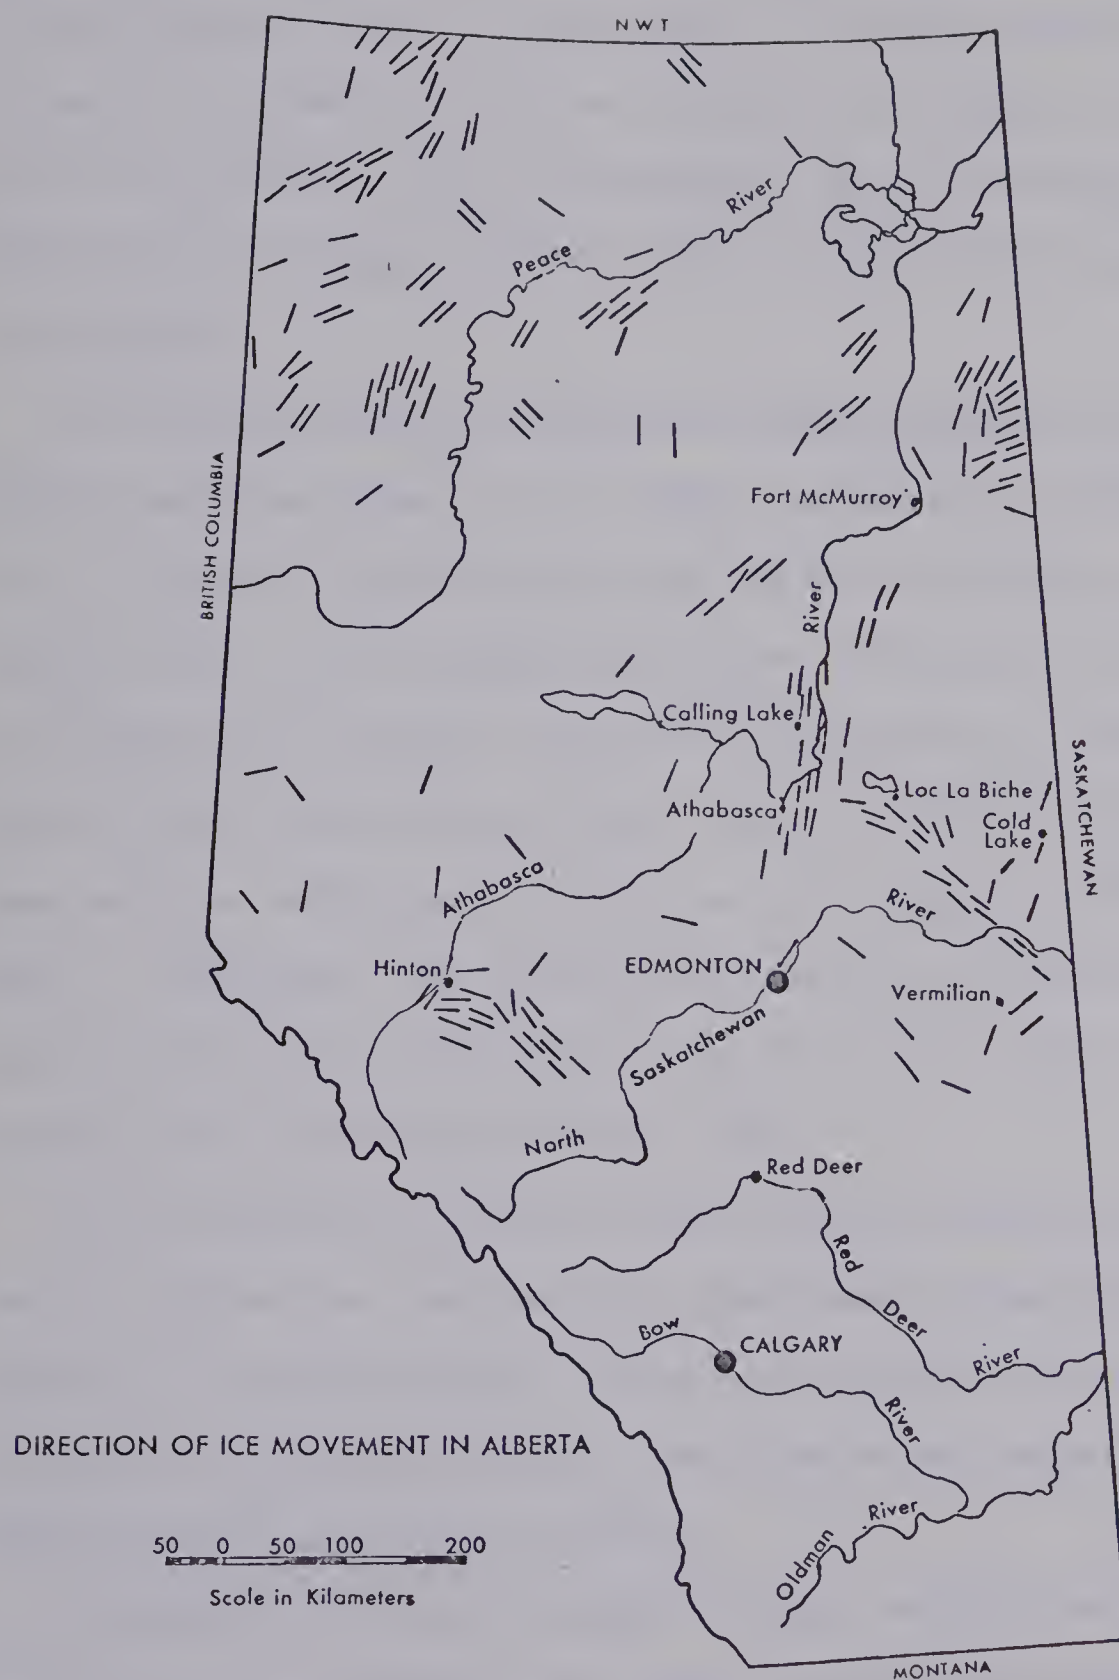 NWT
River
Peace
BRITISH COLUMBIA
Fort McMurroy
River
Calling Lake
SASKATCHEWAN
Loc La Biche
Athabasca
Cold
Lake
Athabasca
River
Hinton
EDMONTON
Vermilian
Saskatchewan
North
Red Deer
Red
Deer
River
Bow
CALGARY
River
DIRECTION OF ICE MOVEMENT IN ALBERTA
50 0 50 100 200
Scole in Kilometers
River
Oldman
MONTANA